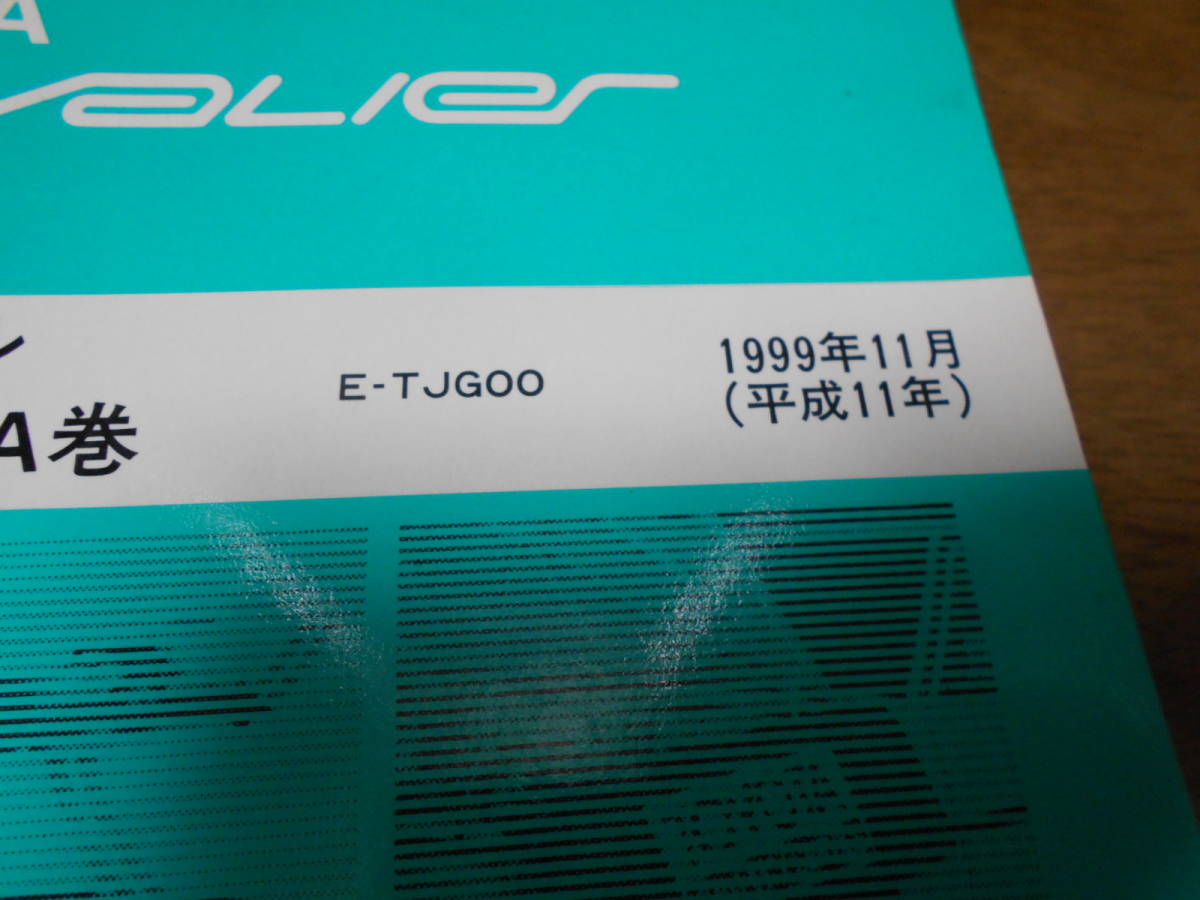 A
valier
ン
A巻
E-TJG00
1999年11月
(平成11年)